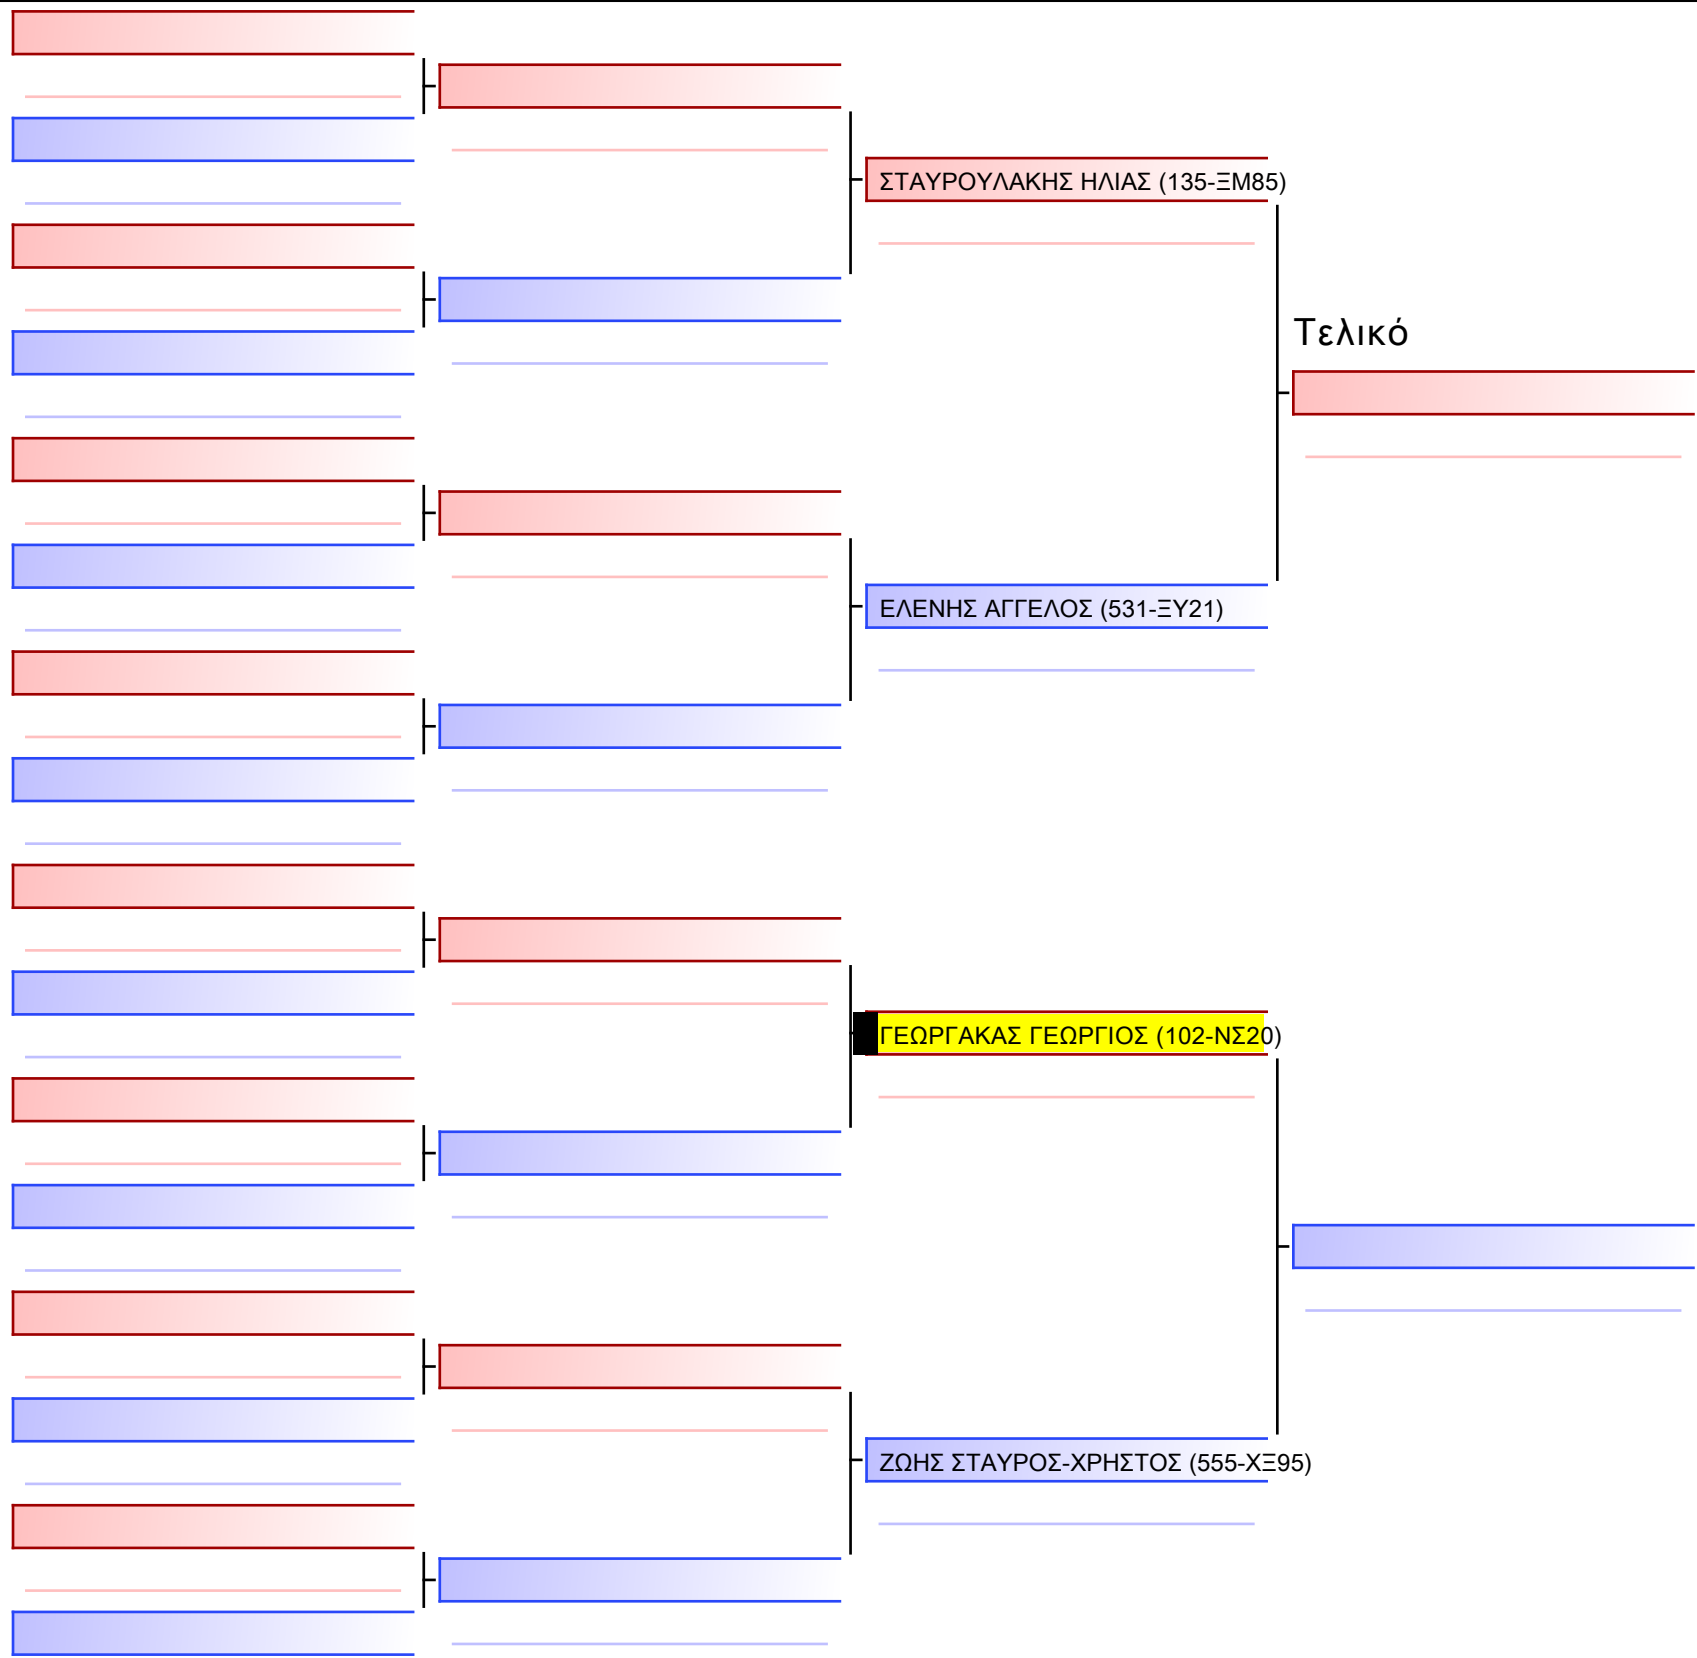 ΣΤΑΥΡΟΥΛΑΚΗΣ ΗΛΙΑΣ (135-ΞΜ85)
Τελικό
ΕΛΕΝΗΣ ΑΓΓΕΛΟΣ (531-ΞΥ21)
ΓΕΩΡΓΑΚΑΣ ΓΕΩΡΓΙΟΣ (102-ΝΣ20)
ΖΩΗΣ ΣΤΑΥΡΟΣ-ΧΡΗΣΤΟΣ (555-ΧΞ95)